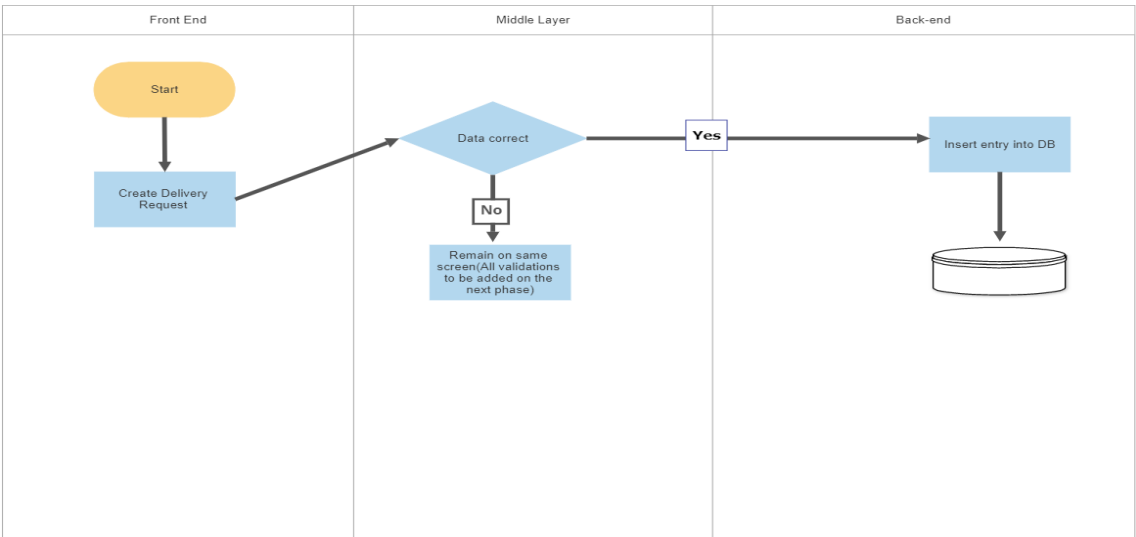 Front End
Middle Layer
Back-end
Start
Data correct
Yes
Insert entry into DB
Create Delivery
Request
No
Remain on same
screen(All validations
to be added on the
next phase)